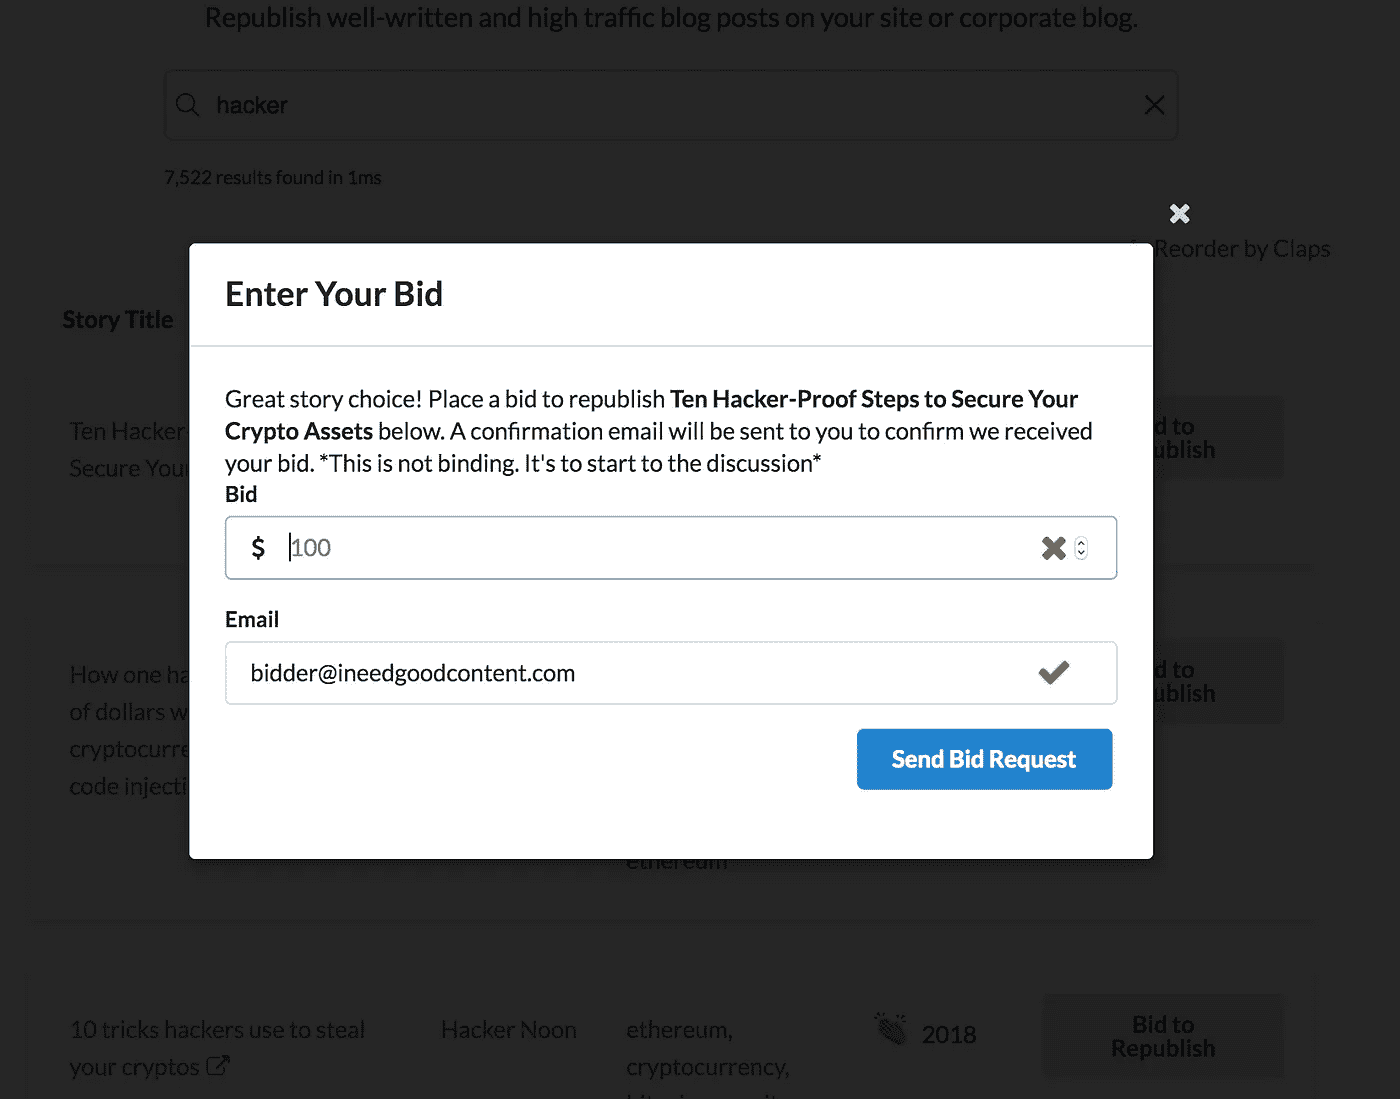 Republish well-written and high traffic blog posts on your site or corporate blog.
hacker
7,522 results found in 1ms
Reorder by Claps
Story Title
Enter Your Bid
Great story choice! Place a bid to republish Ten Hacker-Proof Steps to Secure Your
Crypto Assets below. A confirmation email will be sent to you to confirm we received
your bid. *This is not binding. It's to start to the discussion*
Bid
$ 100
Email
bidder@ineedgoodcontent.com
Send Bid Request
Ten Hacker-
Secure You
d to
ublish
How one ha
of dollars w
cryptocurre
code injecti
d to
ublish
ethereum
10 tricks hackers use to steal
your cryptos
Hacker Noon
ethereum,
cryptocurrency,
2018
Bid to
Republish